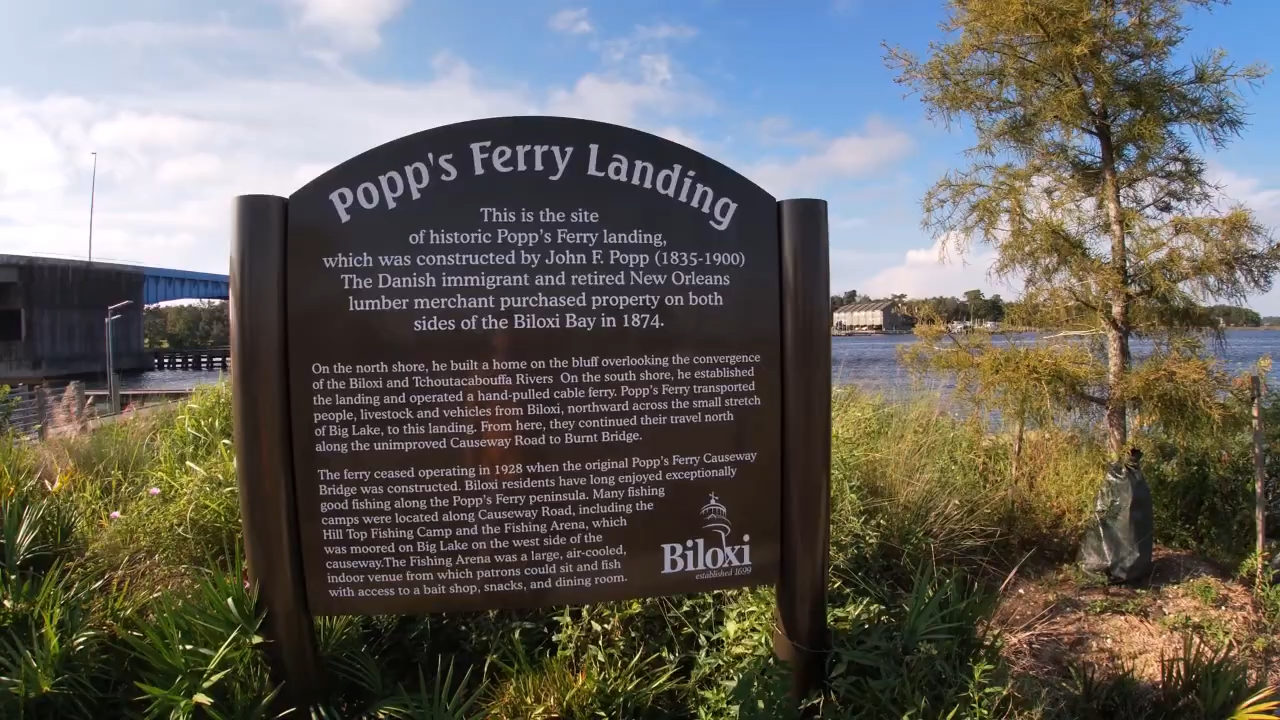 Popp's Ferry Landing
This is the site
of historic Popp's Ferry landing,
which was constructed by John F. Popp (1835-1900)
The Danish immigrant and retired New Orleans
lumber merchant purchased property on both
sides of the Biloxi Bay in 1874.
On the north shore, he built a home on the bluff overlooking the convergence
of the Biloxi and Tchoutacabouffa Rivers On the south shore, he established
the landing and operated a hand-pulled cable ferry. Popp's Ferry transported
people, livestock and vehicles from Biloxi, northward across the small stretch
of Big Lake, to this landing. From here, they continued their travel north
along the unimproved Causeway Road to Burnt Bridge.
The ferry ceased operating in 1928 when the original Popp's Ferry Causeway
Bridge was constructed. Biloxi residents have long enjoyed exceptionally
good fishing along the Popp's Ferry peninsula. Many fishing
camps were located along Causeway Road, including the
Hill Top Fishing Camp and the Fishing Arena, which
was moored on Big Lake on the west side of the
causeway.The Fishing Arena was a large, air-cooled,
indoor venue from which patrons could sit and fish
with access to a bait shop, snacks, and dining room.
Biloxi
established 1699